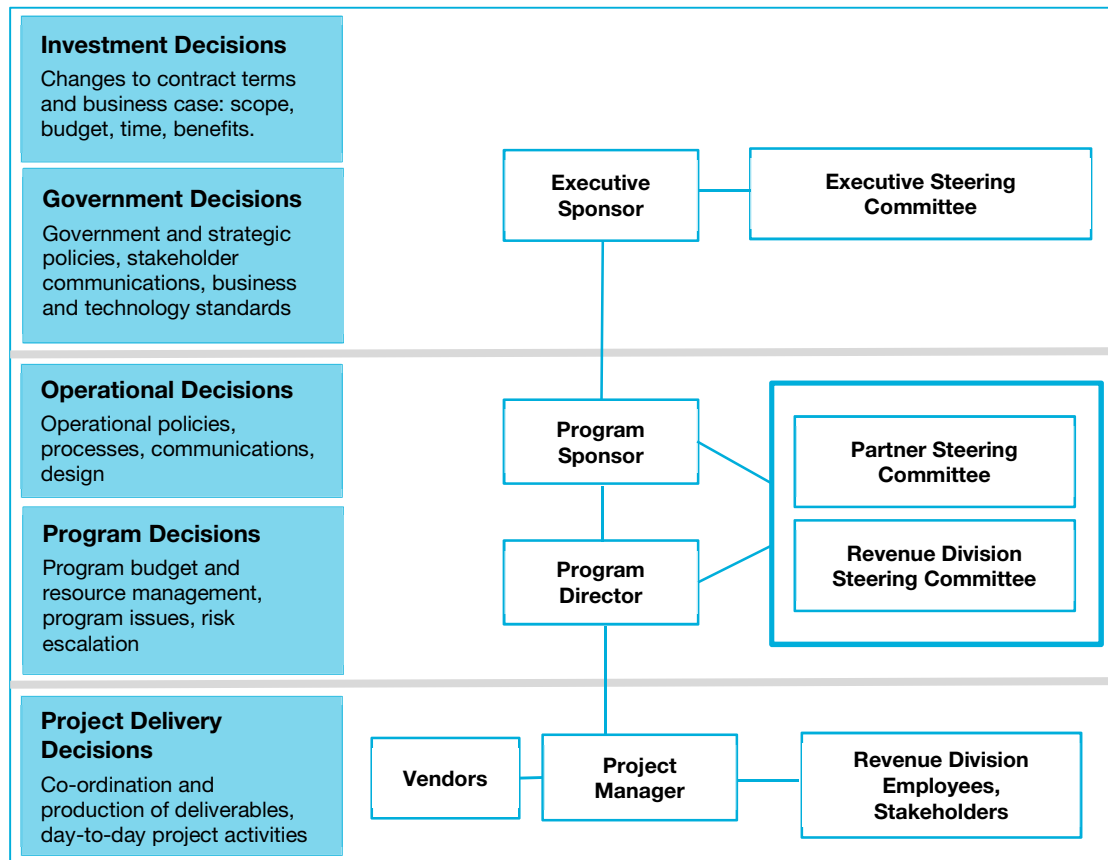 Investment Decisions
Changes to contract terms
and business case: scope,
budget, time, benefits.
Government Decisions
Government and strategic
policies, stakeholder
communications, business
and technology standards
Executive
Sponsor
Executive Steering
Committee
Operational Decisions
Operational policies,
processes, communications,
design
Program Decisions
Program budget and
resource management,
program issues, risk
escalation
Program
Sponsor
Program
Director
Partner Steering
Committee
Revenue Division
Steering Committee
Project Delivery
Decisions
Co-ordination and
production of deliverables,
day-to-day project activities
Vendors
Project
Manager
Revenue Division
Employees,
Stakeholders